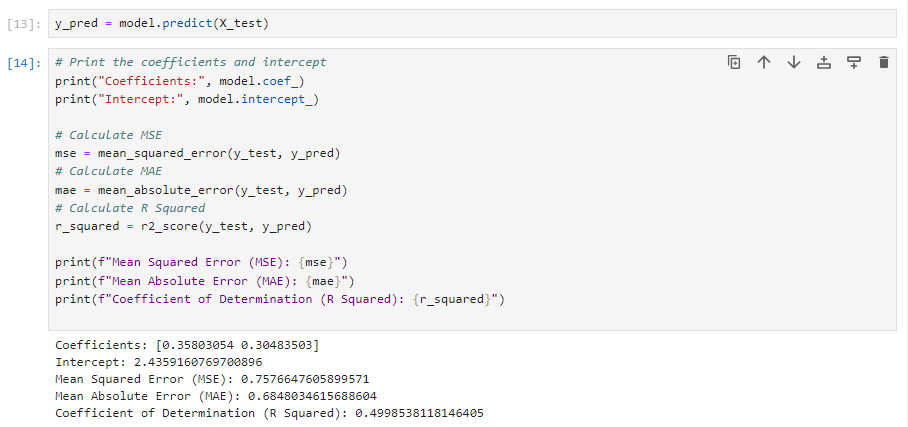 [13]: y_pred = model.predict(X_test)
[14]: # Print the coefficients and intercept
print("Coefficients:", model.coef_)
print("Intercept:", model.intercept_)
# Calculate MSE
mse = mean_squared_error(y_test, y_pred)
# Calculate MAE
mae = mean_absolute_error(y_test, y_pred)
# Calculate R Squared
r_squared = r2_score(y_test, y_pred)
print(f"Mean Squared Error (MSE): {mse}")
print(f"Mean Absolute Error (MAE): {mae}")
print(f"Coefficient of Determination (R Squared): {r_squared}")
Coefficients: [0.35803054 0.30483503]
Intercept: 2.4359160769700896
Mean Squared Error (MSE): 0.7576647605899571
Mean Absolute Error (MAE): 0.6848034615688604
Coefficient of Determination (R Squared): 0.4998538118146405